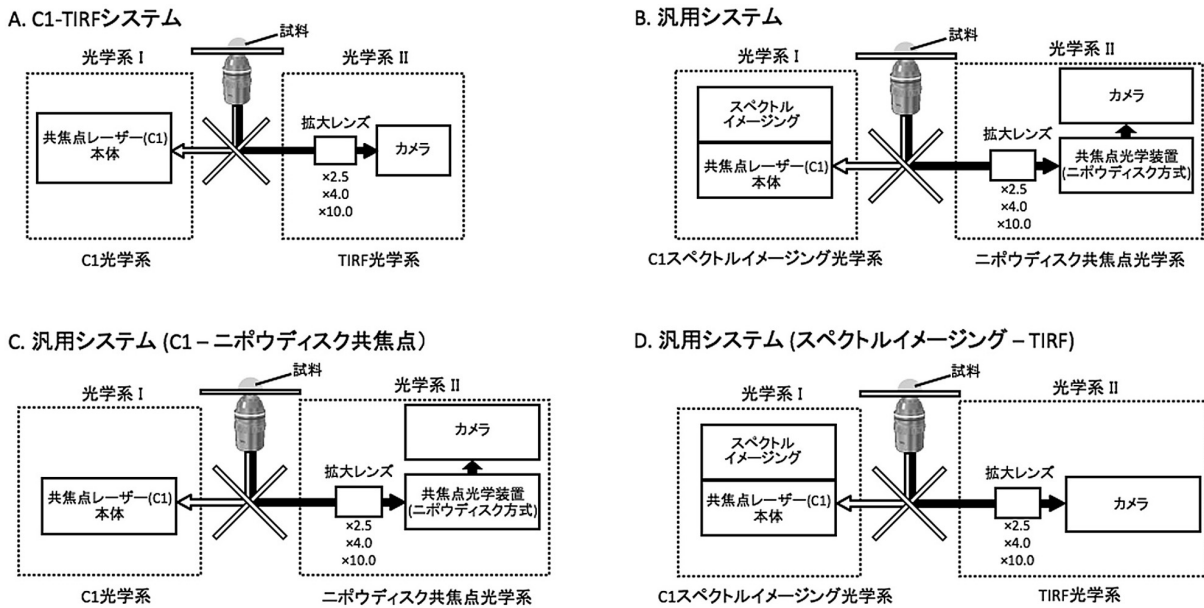 A. C1-TIRFシステム
試料
光学系 I
光学系 II
共焦点レーザー(C1)
本体
拡大レンズ
カメラ
×2.5
×4.0
×10.0
C1光学系
TIRF光学系
B. 汎用システム
試料
光学系 I
光学系 II
スペクトル
イメージング
カメラ
共焦点レーザー(C1)
本体
拡大レンズ
共焦点光学装置
(ニポウディスク方式)
×2.5
×4.0
×10.0
C1スペクトルイメージング光学系
ニポウディスク共焦点光学系
C. 汎用システム (C1 – ニポウディスク共焦点)
試料
光学系 I
光学系 II
カメラ
共焦点レーザー(C1)
本体
拡大レンズ
共焦点光学装置
(ニポウディスク方式)
×2.5
×4.0
×10.0
C1光学系
ニポウディスク共焦点光学系
D. 汎用システム (スペクトルイメージング – TIRF)
試料
光学系 I
光学系 II
スペクトル
イメージング
共焦点レーザー(C1)
本体
拡大レンズ
カメラ
×2.5
×4.0
×10.0
C1スペクトルイメージング光学系
TIRF光学系